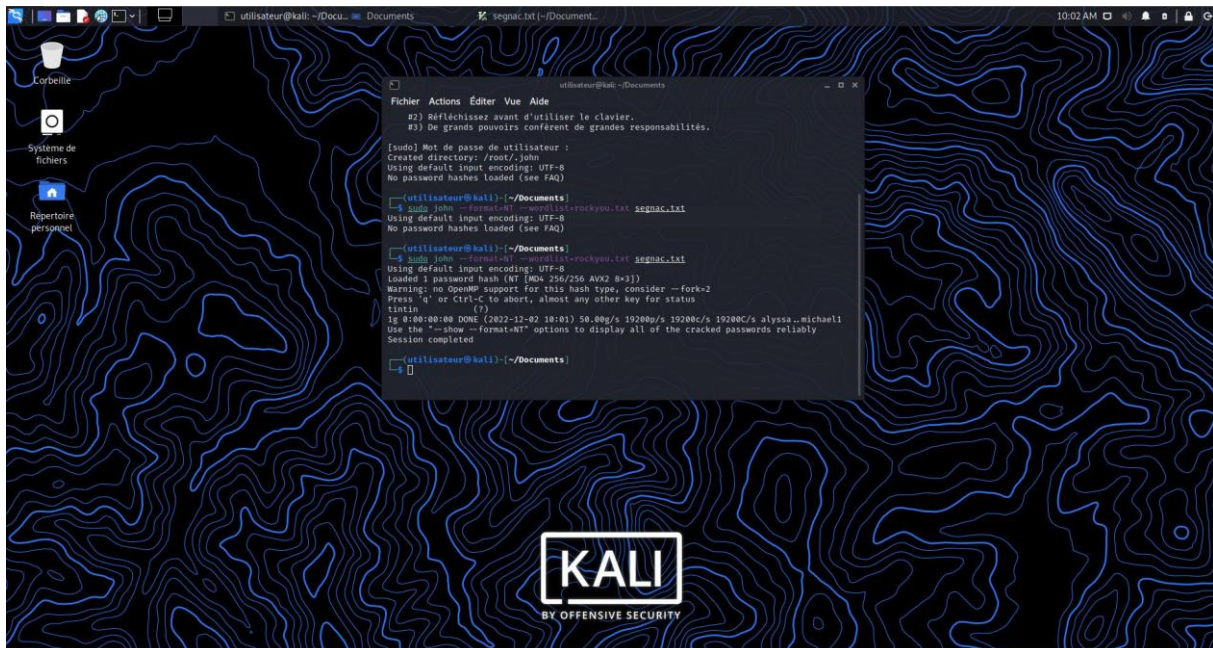 utilisateur@kali: ~/Docu... Documents segnac.txt (~/Document... 10:02 AM
Corbeille
Système de
fichiers
Répertoire
personnel
utilisateur@kali: ~/Documents
Fichier Actions Éditer Vue Aide
#2) Réfléchissez avant d'utiliser le clavier.
#3) De grands pouvoirs confèrent de grandes responsabilités.
[sudo] Mot de passe de utilisateur :
Created directory: /root/.john
Using default input encoding: UTF-8
No password hashes loaded (see FAQ)
(utilisateur㉿kali)-[~/Documents]
$ sudo john --format=NT --wordlist=rockyou.txt segnac.txt
Using default input encoding: UTF-8
No password hashes loaded (see FAQ)
(utilisateur㉿kali)-[~/Documents]
$ sudo john --format=NT --wordlist=rockyou.txt segnac.txt
Using default input encoding: UTF-8
Loaded 1 password hash (NT [MD4 256/256 AVX2 8×3])
Warning: no OpenMP support for this hash type, consider --fork=2
Press 'q' or Ctrl-C to abort, almost any other key for status
tintin (?)
1g 0:00:00:00 DONE (2022-12-02 10:01) 50.00g/s 19200p/s 19200c/s 19200C/s alyssa..michael1
Use the "--show --format=NT" options to display all of the cracked passwords reliably
Session completed
(utilisateur㉿kali)-[~/Documents]
$
KALI
BY OFFENSIVE SECURITY